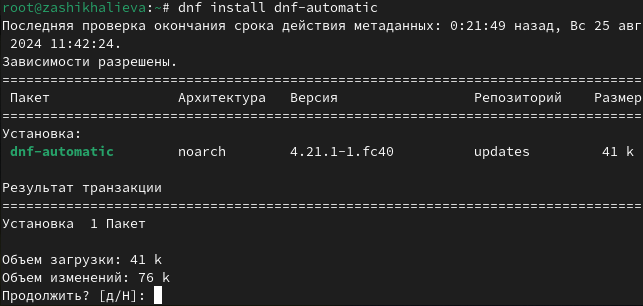 root@zashikhalieva:~# dnf install dnf-automatic
Последняя проверка окончания срока действия метаданных: 0:21:49 назад, Вс 25 авг
2024 11:42:24.
Зависимости разрешены.
================================================================================
Пакет Архитектура Версия Репозиторий Размер
================================================================================
Установка:
dnf-automatic noarch 4.21.1-1.fc40 updates 41 k
Результат транзакции
================================================================================
Установка 1 Пакет
Объем загрузки: 41 k
Объем изменений: 76 k
Продолжить? [д/Н]: